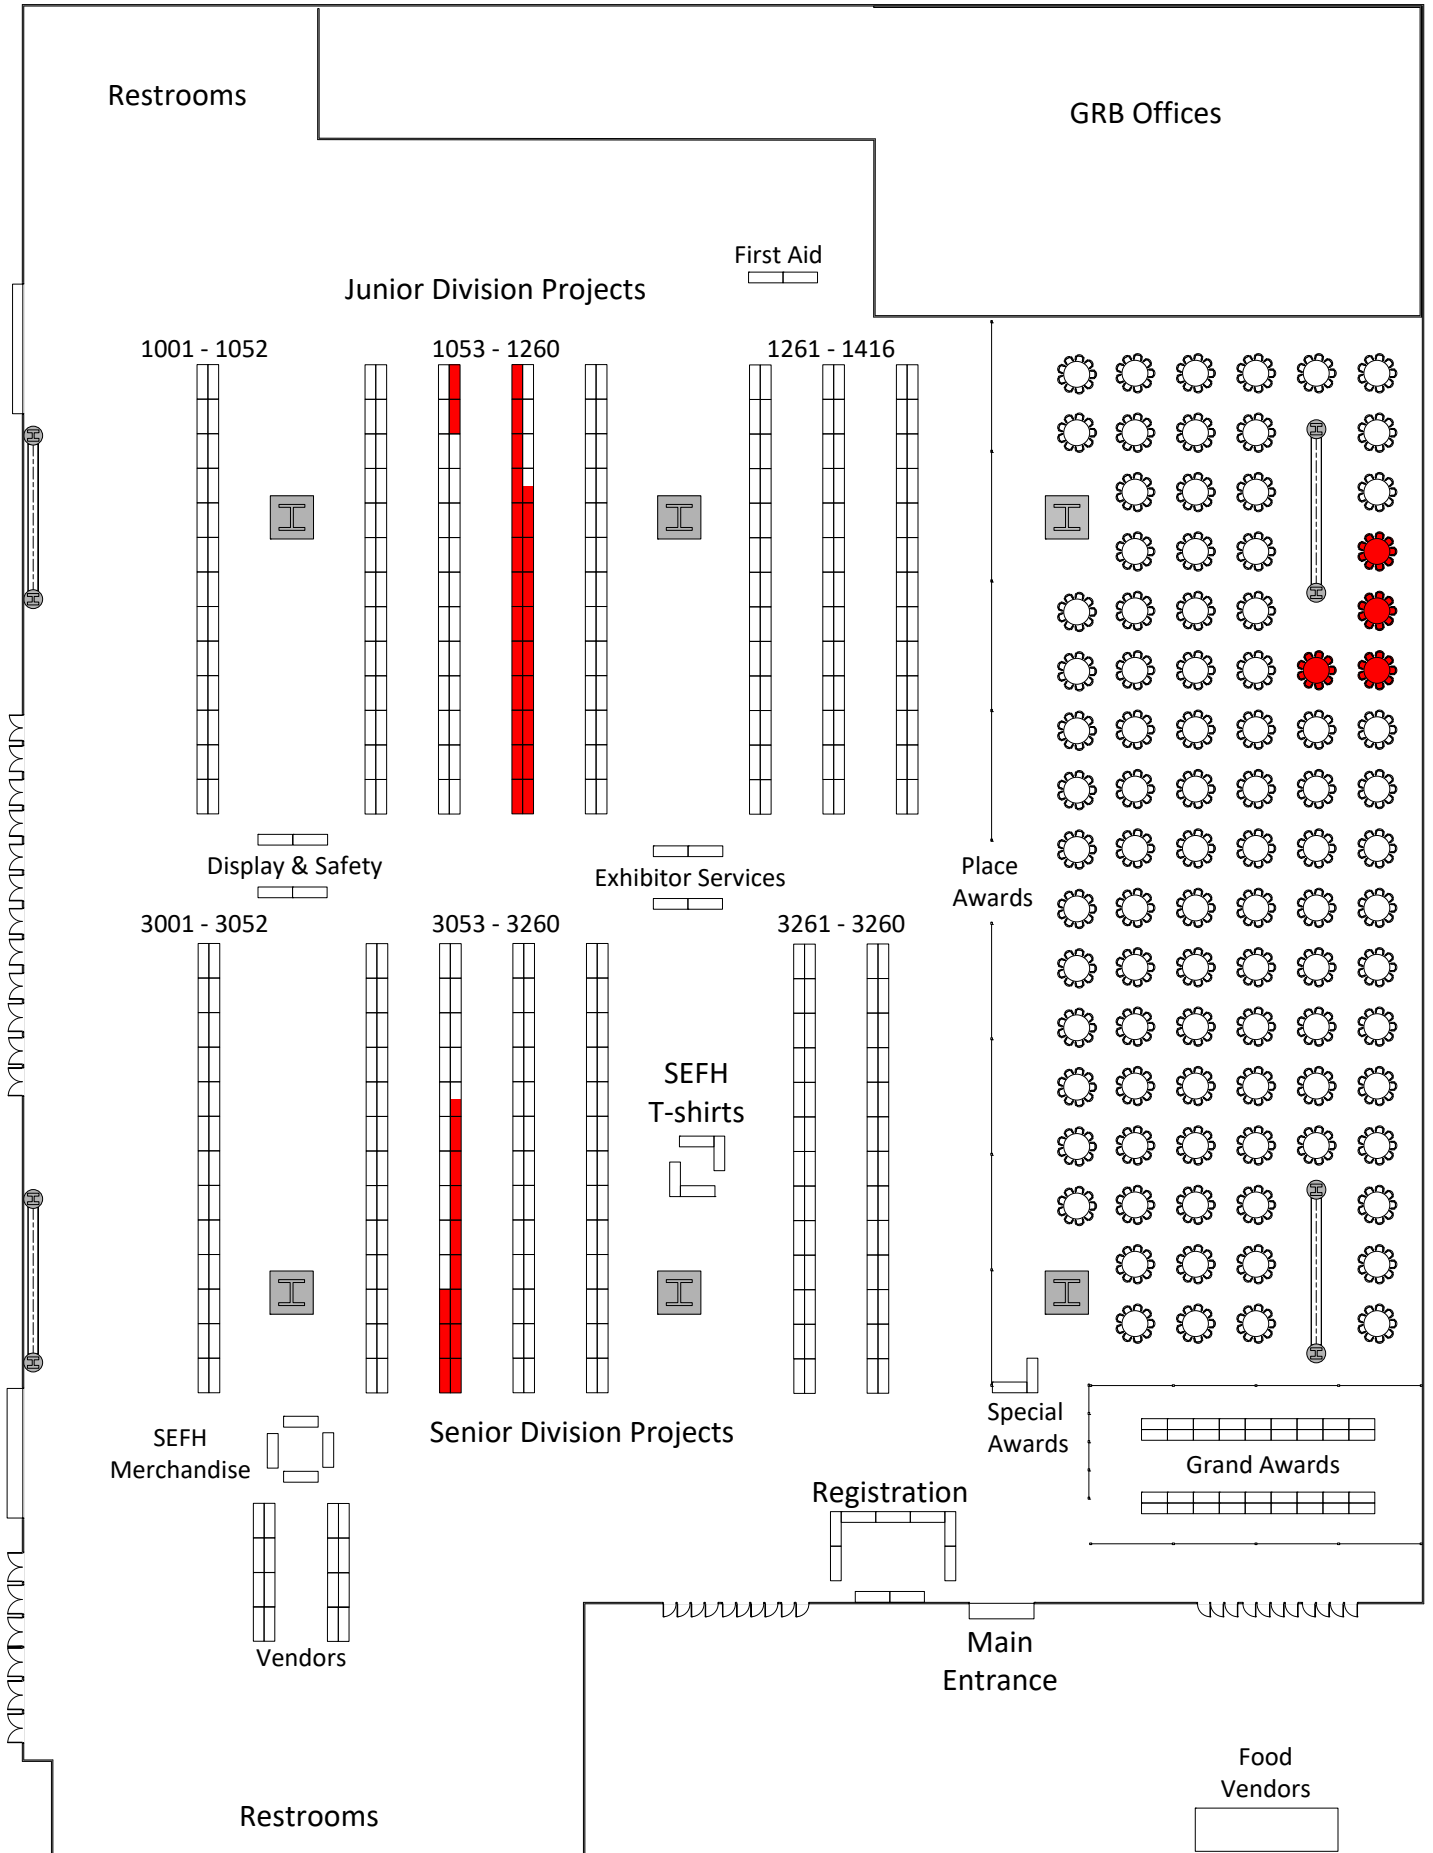 Restrooms
GRB Offices
First Aid
Junior Division Projects
1001 - 1052
1053 - 1260
1261 - 1416
Display & Safety
Exhibitor Services
Place
Awards
3001 - 3052
3053 - 3260
3261 - 3260
SEFH
T-shirts
Special
Awards
Senior Division Projects
SEFH
Merchandise
Grand Awards
Registration
Vendors
Main
Entrance
Food
Vendors
Restrooms